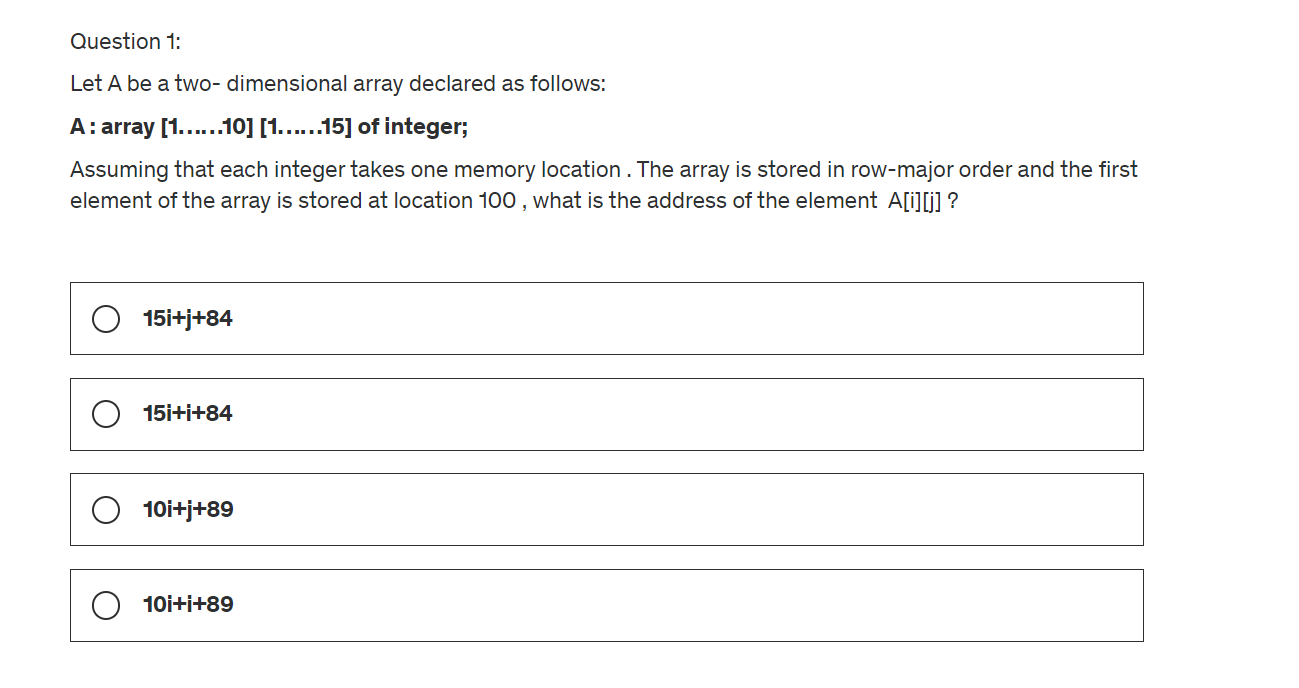 Question 1:
Let A be a two- dimensional array declared as follows:
A : array [1……10] [1……15] of integer;
Assuming that each integer takes one memory location . The array is stored in row-major order and the first
element of the array is stored at location 100 , what is the address of the element  A[i][j] ?
15i+j+84
15i+i+84
10i+j+89
10i+i+89